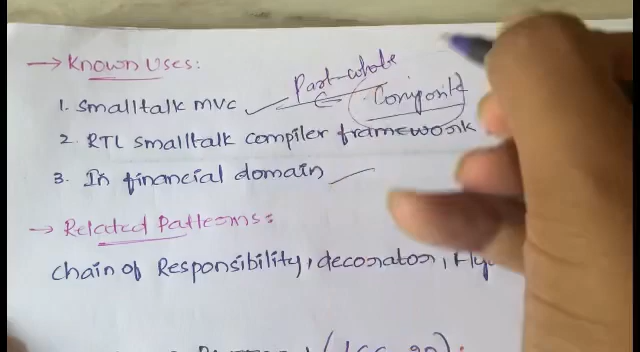 → Known Uses:
Part-whole
1. Smalltalk MVC
Composit
2. RTL Smalltalk compiler framework
3. In financial domain
→ Related Patterns:
Chain of Responsibility, decorator,